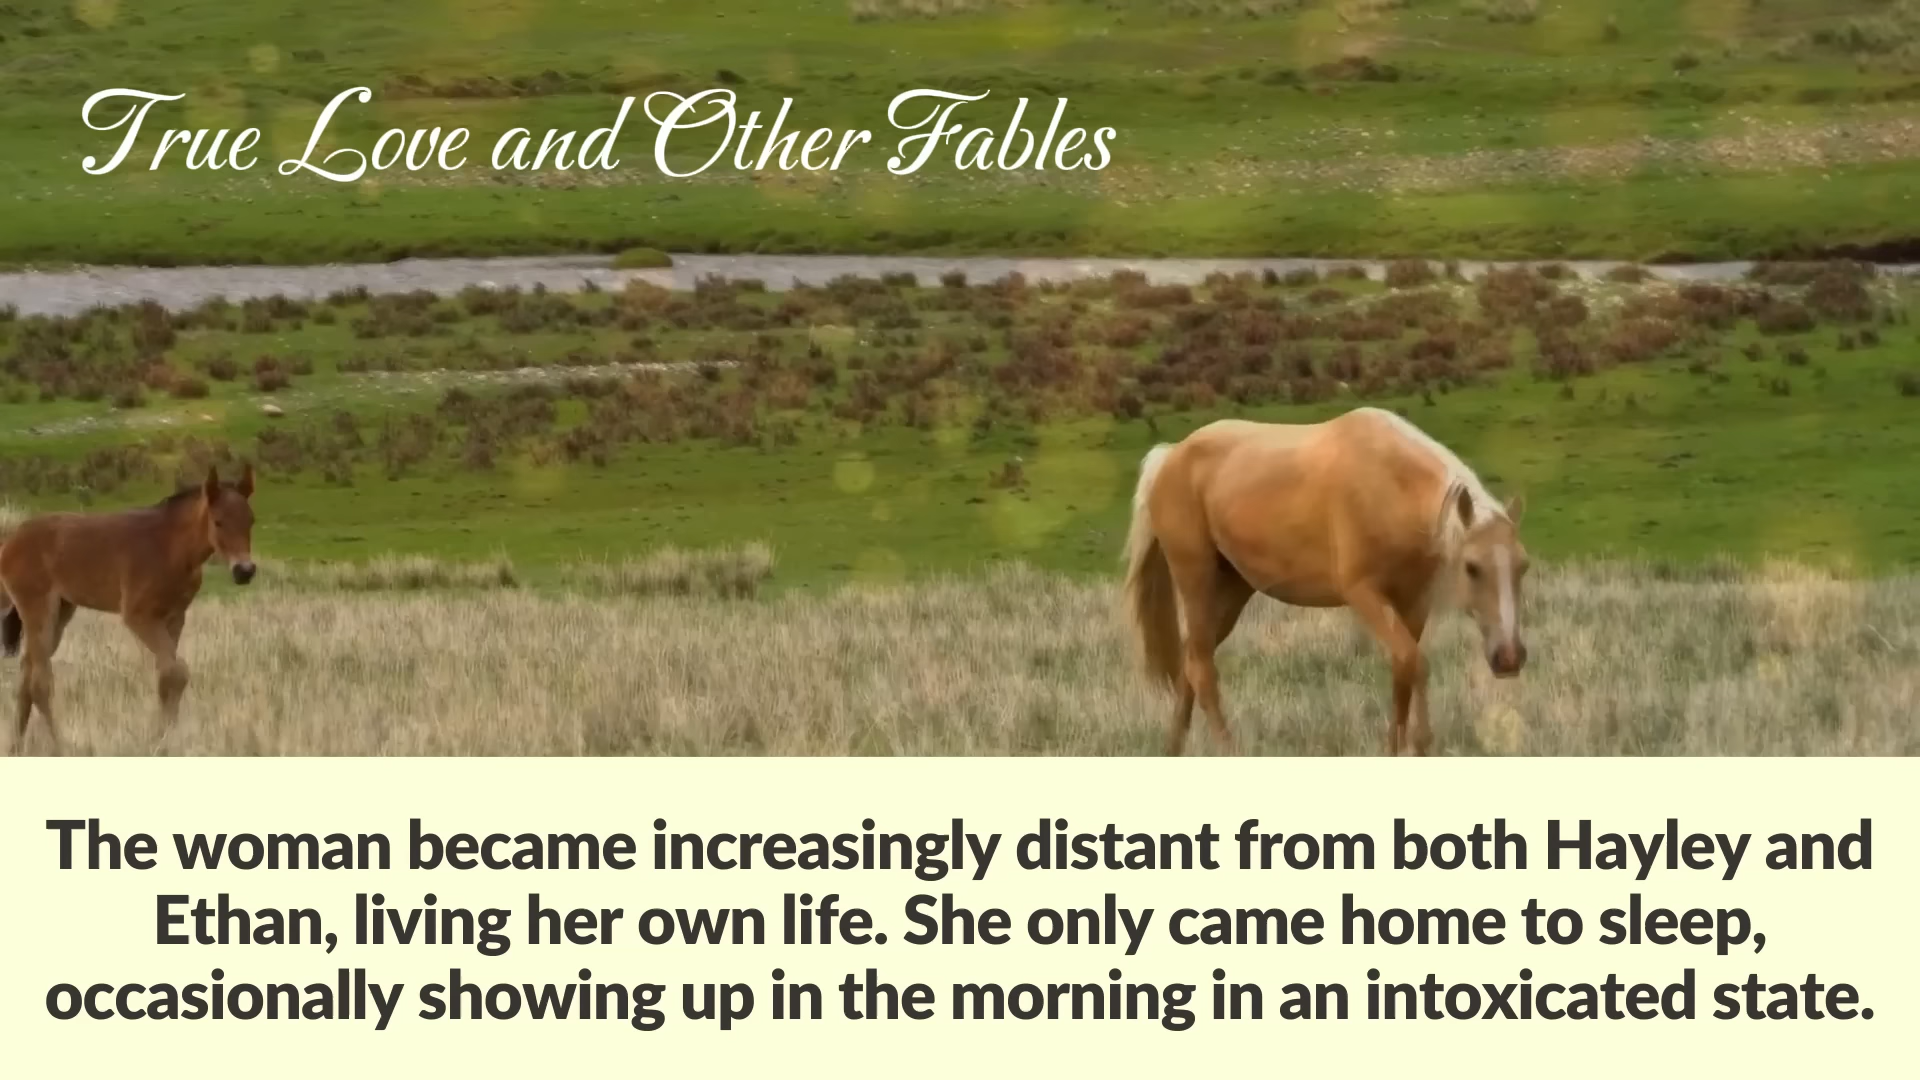 True Love and Other Fables
The woman became increasingly distant from both Hayley and
Ethan, living her own life. She only came home to sleep,
occasionally showing up in the morning in an intoxicated state.